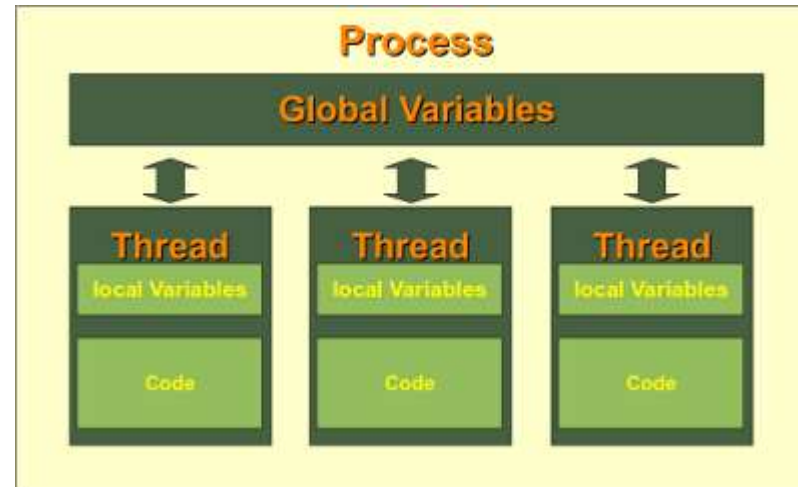 Process
Global Variables
Thread Thread Thread
local Variables local Variables local Variables
Code Code Code